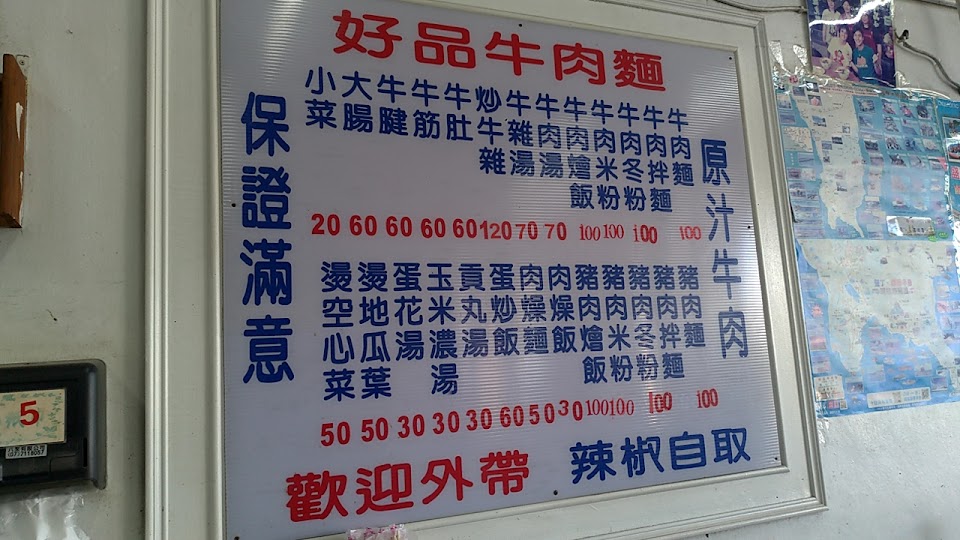 好品牛肉麵
原汁牛肉
牛肉麵
牛肉拌麵
牛肉冬粉
牛肉米粉
牛肉燴飯
牛肉湯
牛雜湯
炒牛雜
牛肚
牛筋
牛腱
大腸
小菜
20 60 60 60 60 120 70 70 100 100 100 100
豬肉麵
豬肉拌麵
豬肉冬粉
豬肉米粉
豬肉燴飯
肉燥飯
肉燥麵
蛋炒飯
貢丸湯
玉米濃湯
蛋花湯
燙地瓜葉
燙空心菜
50 50 30 30 30 60 50 30 100 100 100 100
保證滿意
歡迎外帶
辣椒自取
5